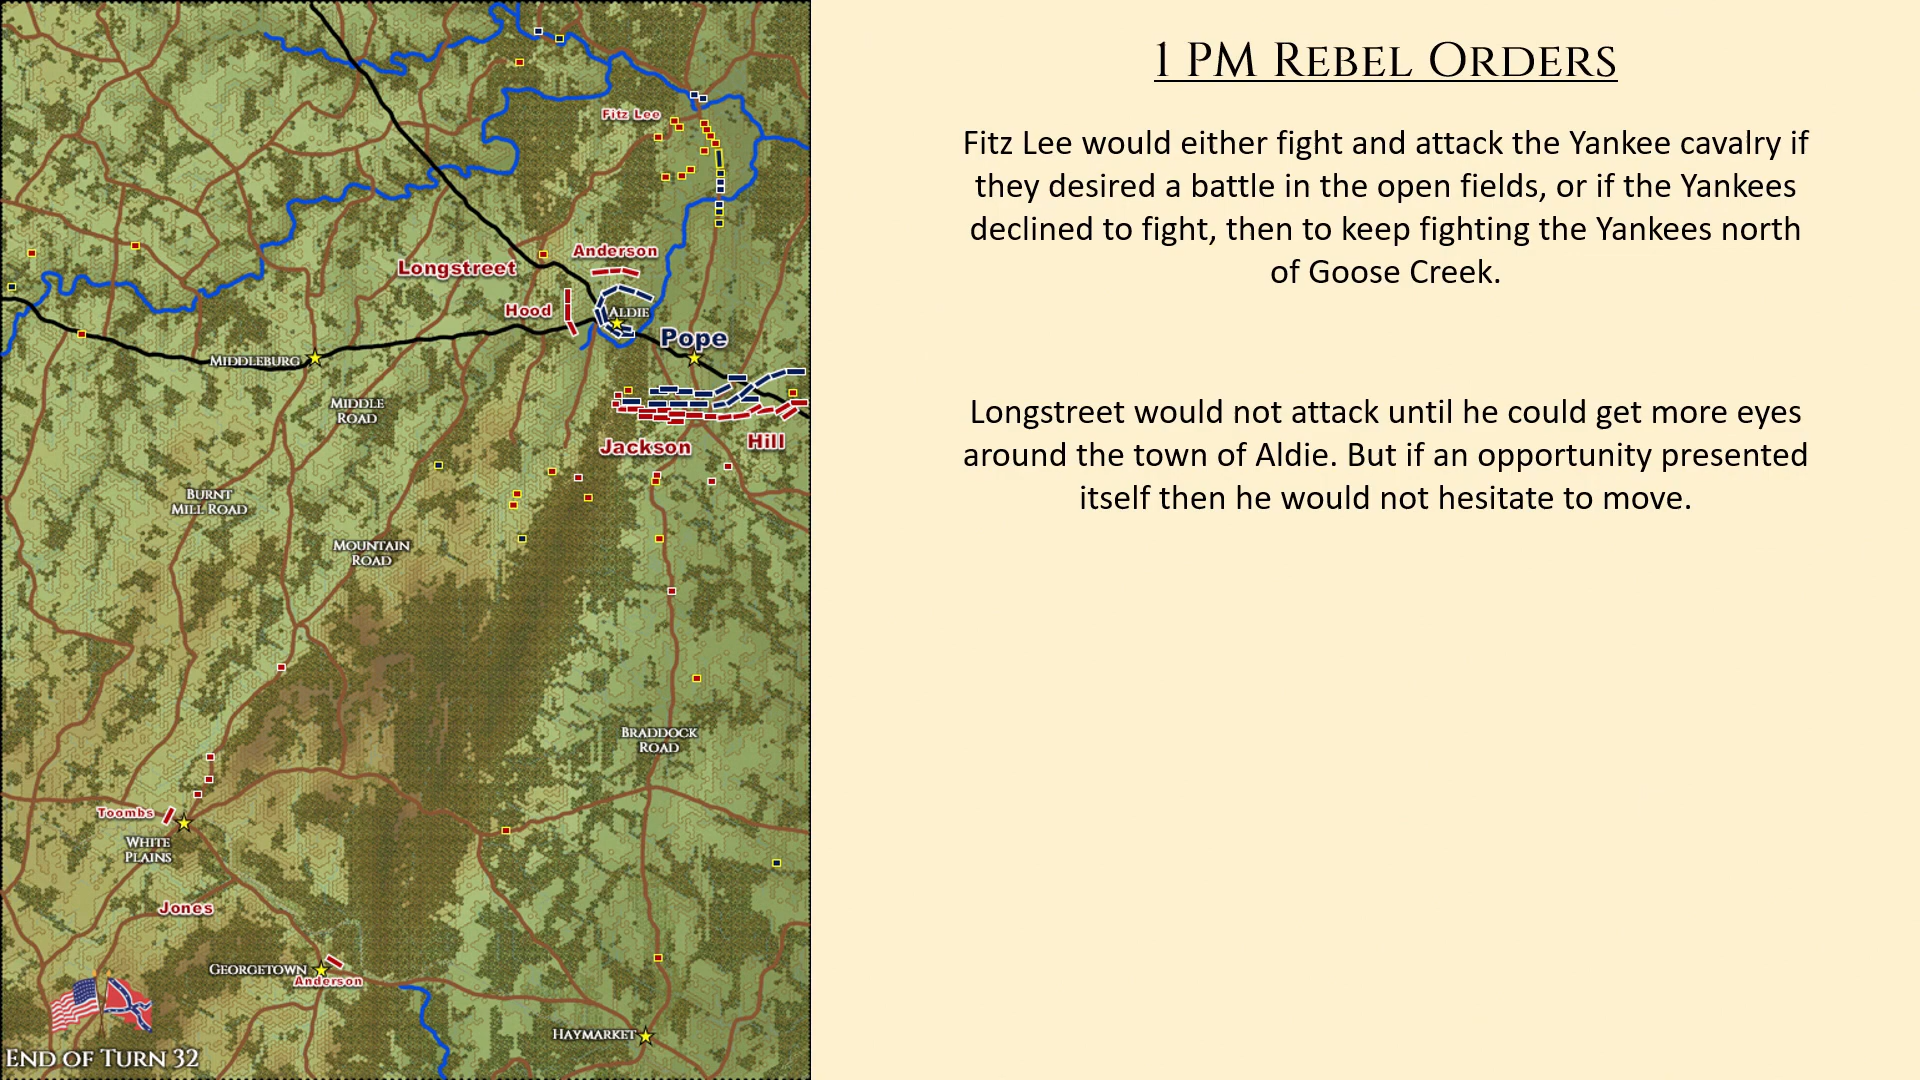 1 PM Rebel Orders
Fitz Lee would either fight and attack the Yankee cavalry if
they desired a battle in the open fields, or if the Yankees
declined to fight, then to keep fighting the Yankees north
of Goose Creek.
Longstreet would not attack until he could get more eyes
around the town of Aldie. But if an opportunity presented
itself then he would not hesitate to move.
Fitz Lee
Anderson
Longstreet
Hood
Aldie
Pope
Middleburg
Middle
Road
Jackson
Hill
Burnt
Mill Road
Mountain
Road
Braddock
Road
Toombs
White
Plains
Jones
Georgetown
Anderson
Haymarket
End of Turn 32